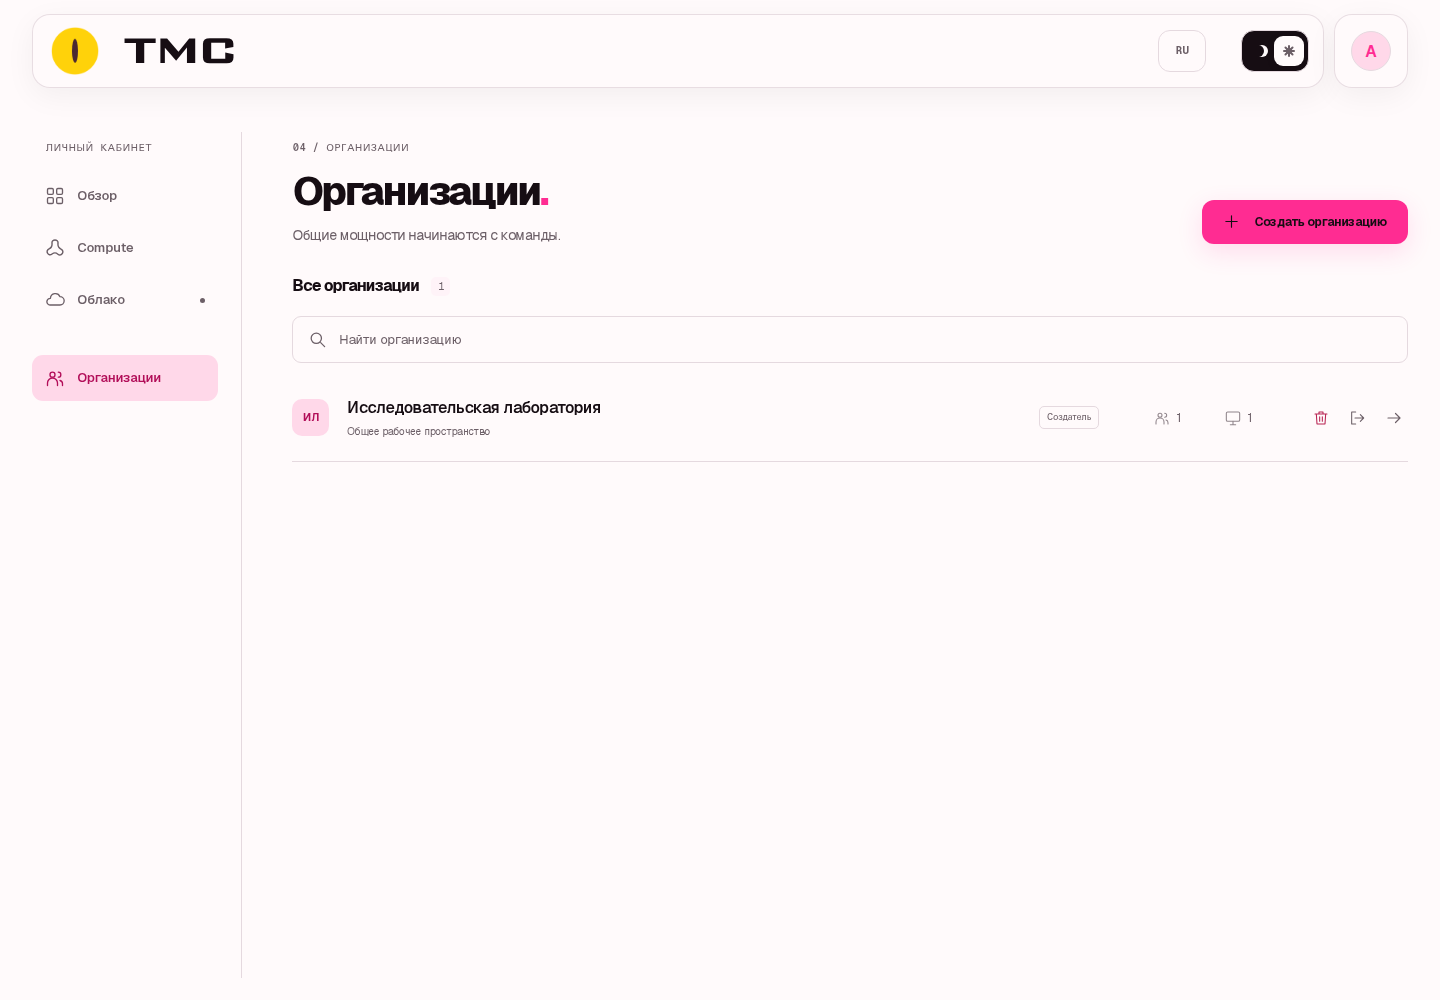 TMC
RU
A
ЛИЧНЫЙ КАБИНЕТ
Обзор
Compute
Облако
Организации
04 / ОРГАНИЗАЦИИ
Организации.
Общие мощности начинаются с команды.
Создать организацию
Все организации 1
Найти организацию
ИЛ
Исследовательская лаборатория
Общее рабочее пространство
Создатель
1
1